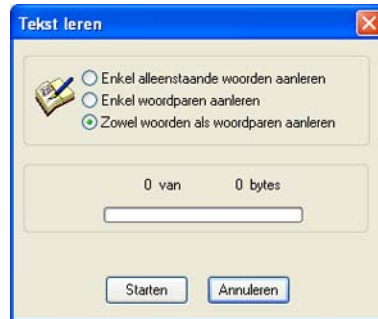 Tekst leren
Enkel alleenstaande woorden aanleren
Enkel woordparen aanleren
Zowel woorden als woordparen aanleren
0 van 0 bytes
Starten Annuleren